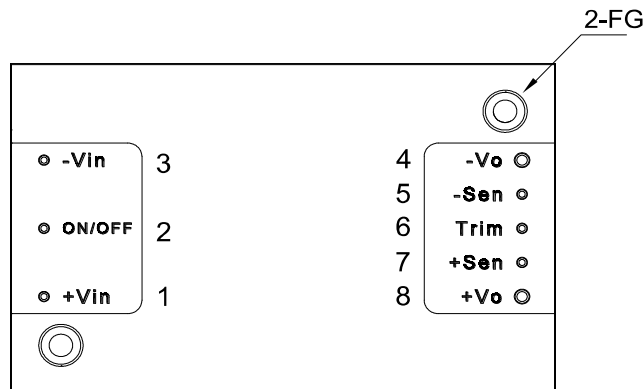 2-FG
-Vin 3 4 -Vo
5 -Sen
ON/OFF 2 6 Trim
7 +Sen
+Vin 1 8 +Vo